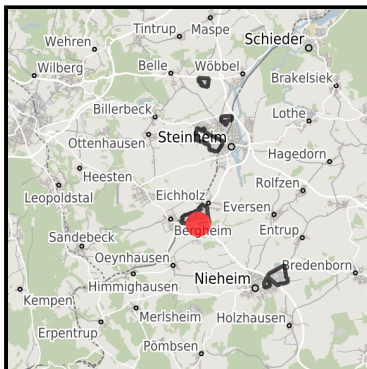 Tintrup
Maspe
Wehren
Schieder
Wilberg
Belle
Wöbbel
Brakelsiek
Billerbeck
Lothe
Ottenhausen
Steinheim
Hagedorn
Heesten
Rolfzen
Leopoldstal
Eichholz
Eversen
Sandebeck
Bergheim
Entrup
Oeynhausen
Bredenborn
Himmighausen
Nieheim
Kempen
Merlsheim
Holzhausen
Erpentrup
Pömbsen